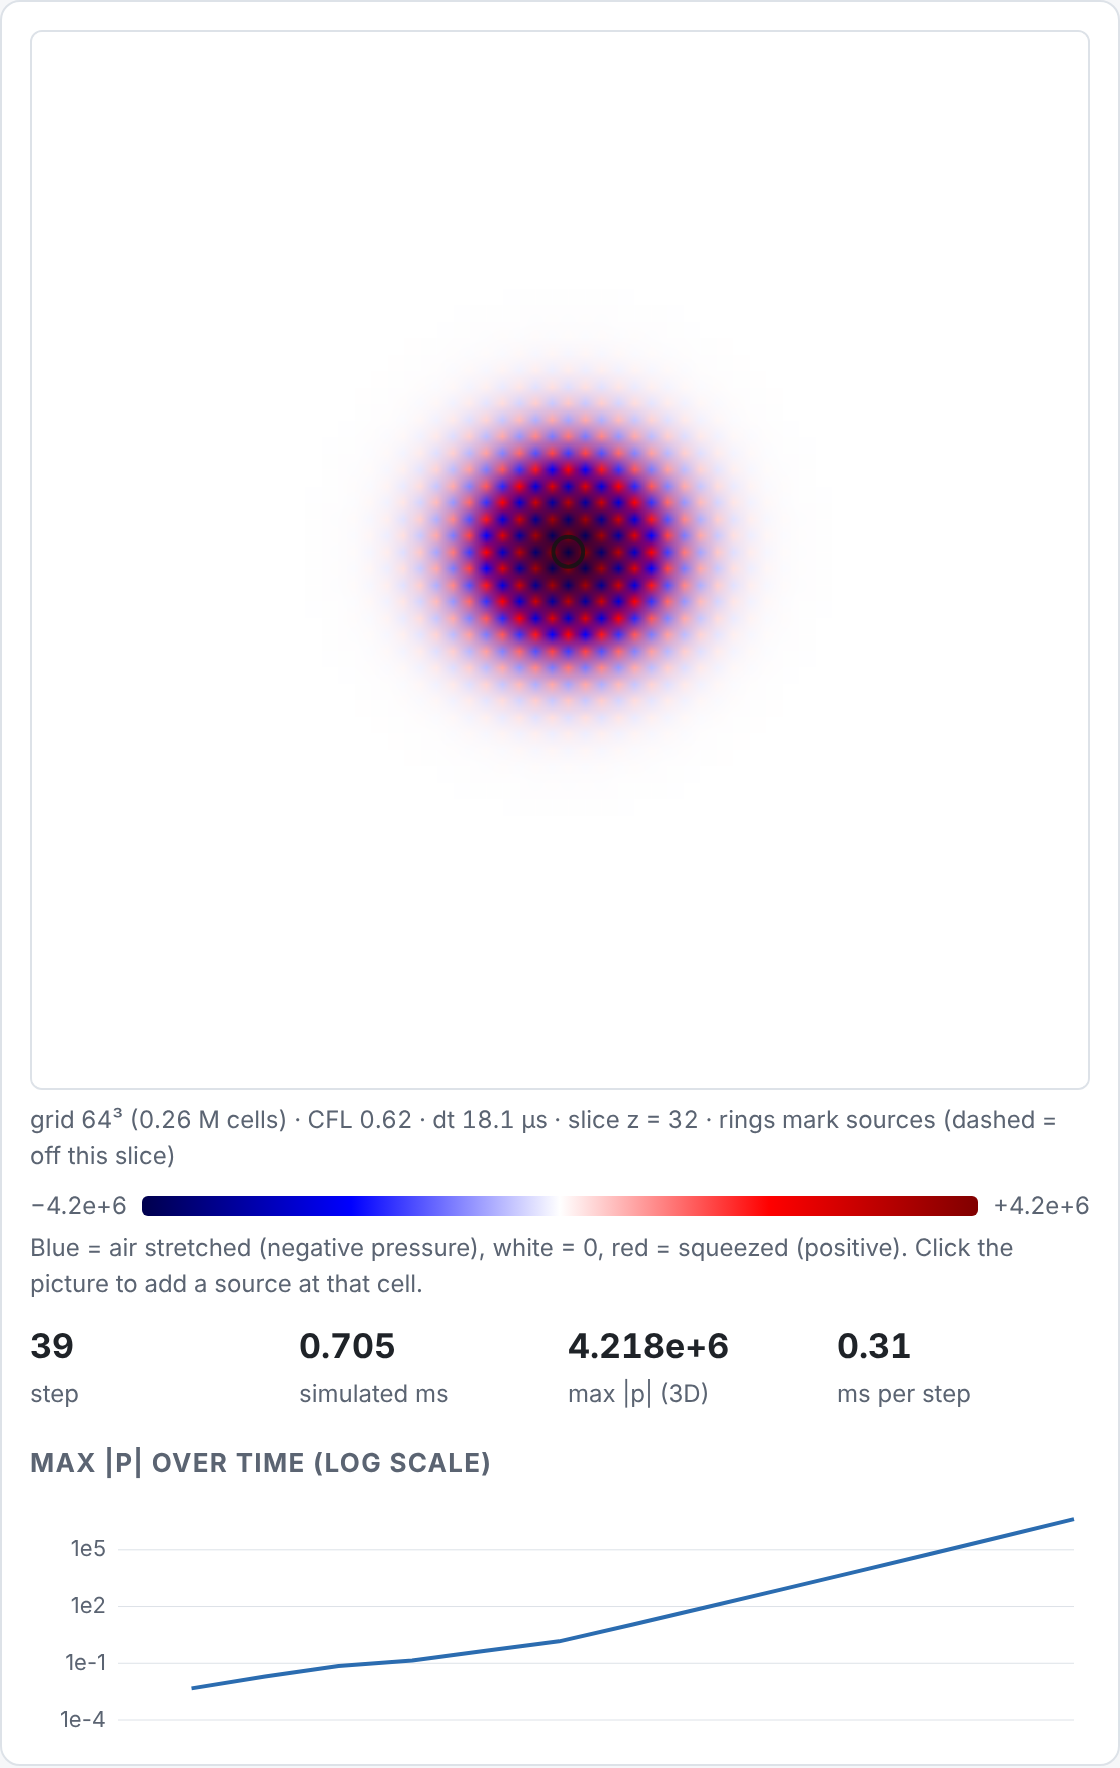 grid 64³ (0.26 M cells) · CFL 0.62 · dt 18.1 µs · slice z = 32 · rings mark sources (dashed =
off this slice)
−4.2e+6 +4.2e+6
Blue = air stretched (negative pressure), white = 0, red = squeezed (positive). Click the
picture to add a source at that cell.
39 0.705 4.218e+6 0.31
step simulated ms max |p| (3D) ms per step
MAX |P| OVER TIME (LOG SCALE)
1e5
1e2
1e-1
1e-4